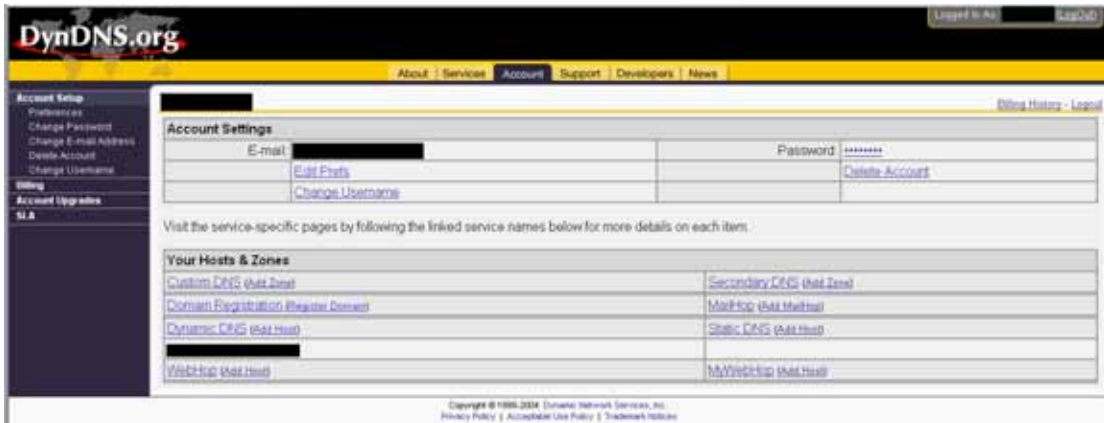 Logged In As: (LogOut)
DynDNS.org
About | Services | Account | Support | Developers | News
Account Setup
Preferences
Change Password
Change E-mail Address
Delete Account
Change Username
Billing
Account Upgrades
SLA
Billing History - Logout
Account Settings
E-mail: Password: ********
Edit Prefs Delete Account
Change Username
Visit the service-specific pages by following the linked service names below for more details on each item.
Your Hosts & Zones
Custom DNS (Add Zone) Secondary DNS (Add Zone)
Domain Registration (Register Domain) MailHop (Add MailHop)
Dynamic DNS (Add Host) Static DNS (Add Host)
WebHop (Add Host) MyWebHop (Add Host)
Copyright © 1999-2004 Dynamic Network Services, Inc.
Privacy Policy | Acceptable Use Policy | Trademark Notices